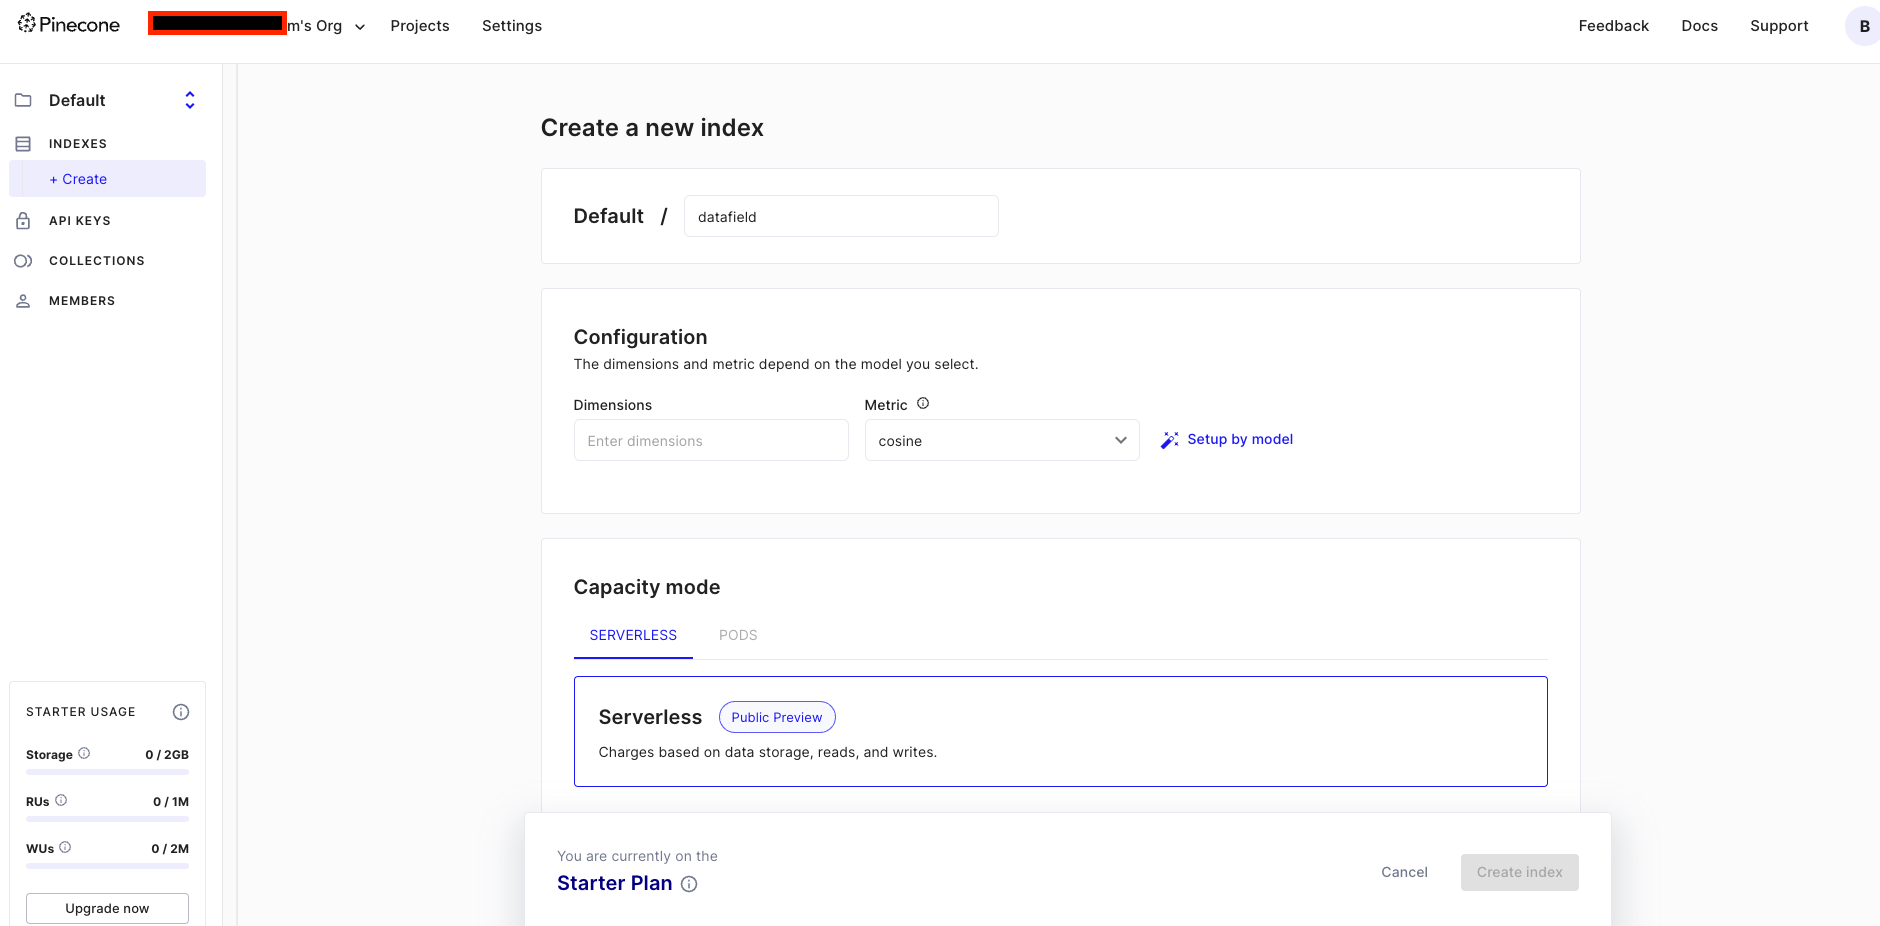 Pinecone m's Org Projects Settings Feedback Docs Support B
Default
INDEXES
+ Create
API KEYS
COLLECTIONS
MEMBERS
STARTER USAGE
Storage 0 / 2GB
RUs 0 / 1M
WUs 0 / 2M
Upgrade now
Create a new index
Default / datafield
Configuration
The dimensions and metric depend on the model you select.
Dimensions Metric
Enter dimensions cosine Setup by model
Capacity mode
SERVERLESS PODS
Serverless Public Preview
Charges based on data storage, reads, and writes.
You are currently on the
Starter Plan
Cancel Create index